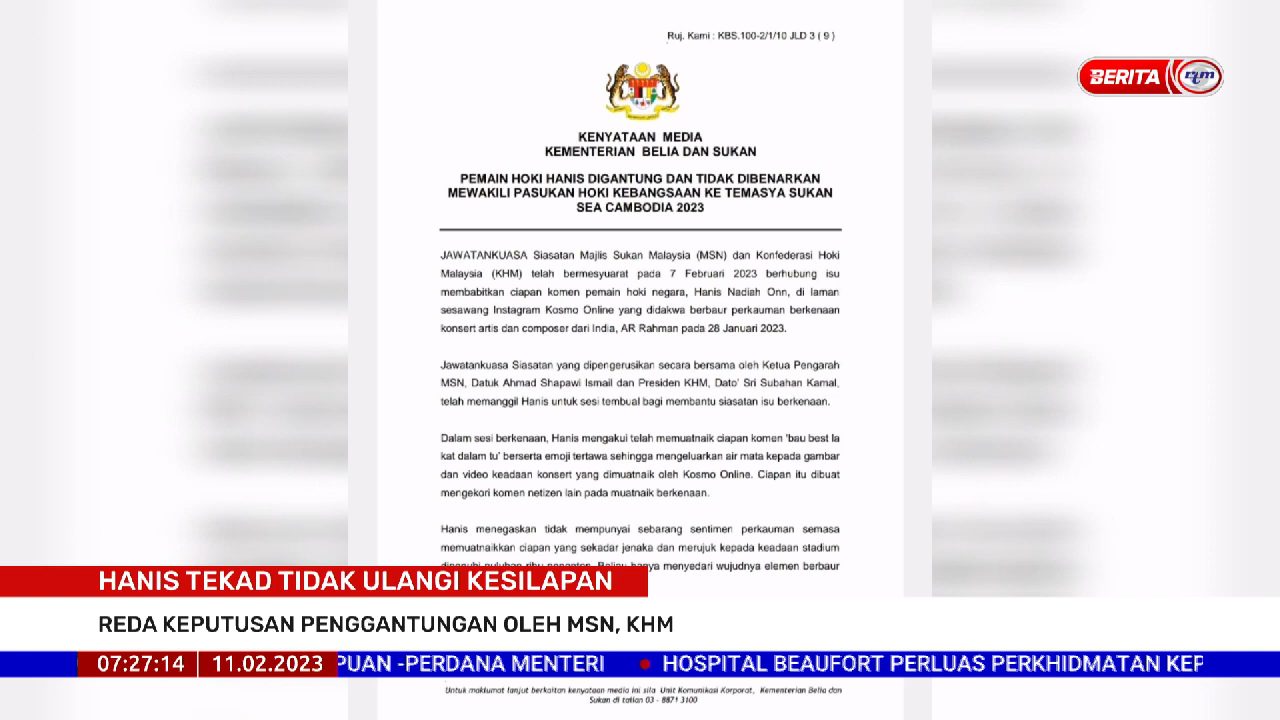 Ruj. Kami : KBS.100-2/1/10 JLD 3 ( 9 )
BERITA rtm
KENYATAAN MEDIA
KEMENTERIAN BELIA DAN SUKAN
PEMAIN HOKI HANIS DIGANTUNG DAN TIDAK DIBENARKAN
MEWAKILI PASUKAN HOKI KEBANGSAAN KE TEMASYA SUKAN
SEA CAMBODIA 2023
JAWATANKUASA Siasatan Majlis Sukan Malaysia (MSN) dan Konfederasi Hoki
Malaysia (KHM) telah bermesyuarat pada 7 Februari 2023 berhubung isu
membabitkan ciapan komen pemain hoki negara, Hanis Nadiah Onn, di laman
sesawang Instagram Kosmo Online yang didakwa berbaur perkauman berkenaan
konsert artis dan composer dari India, AR Rahman pada 28 Januari 2023.
Jawatankuasa Siasatan yang dipengerusikan secara bersama oleh Ketua Pengarah
MSN, Datuk Ahmad Shapawi Ismail dan Presiden KHM, Dato' Sri Subahan Kamal,
telah memanggil Hanis untuk sesi tembual bagi membantu siasatan isu berkenaan.
Dalam sesi berkenaan, Hanis mengakui telah memuatnaik ciapan komen 'bau best la
kat dalam tu' berserta emoji tertawa sehingga mengeluarkan air mata kepada gambar
dan video keadaan konsert yang dimuatnaik oleh Kosmo Online. Ciapan itu dibuat
mengekori komen netizen lain pada muatnaik berkenaan.
Hanis menegaskan tidak mempunyai sebarang sentimen perkauman semasa
memuatnaikkan ciapan yang sekadar jenaka dan merujuk kepada keadaan stadium
menyedari wujudnya elemen berbaur
HANIS TEKAD TIDAK ULANGI KESILAPAN
REDA KEPUTUSAN PENGGANTUNGAN OLEH MSN, KHM
07:27:14 11.02.2023 PUAN -PERDANA MENTERI HOSPITAL BEAUFORT PERLUAS PERKHIDMATAN KEP
Untuk maklumat lanjut berkaitan kenyataan media ini sila Unit Komunikasi Korporat, Kementerian Belia dan
Sukan di talian 03 - 8871 3100